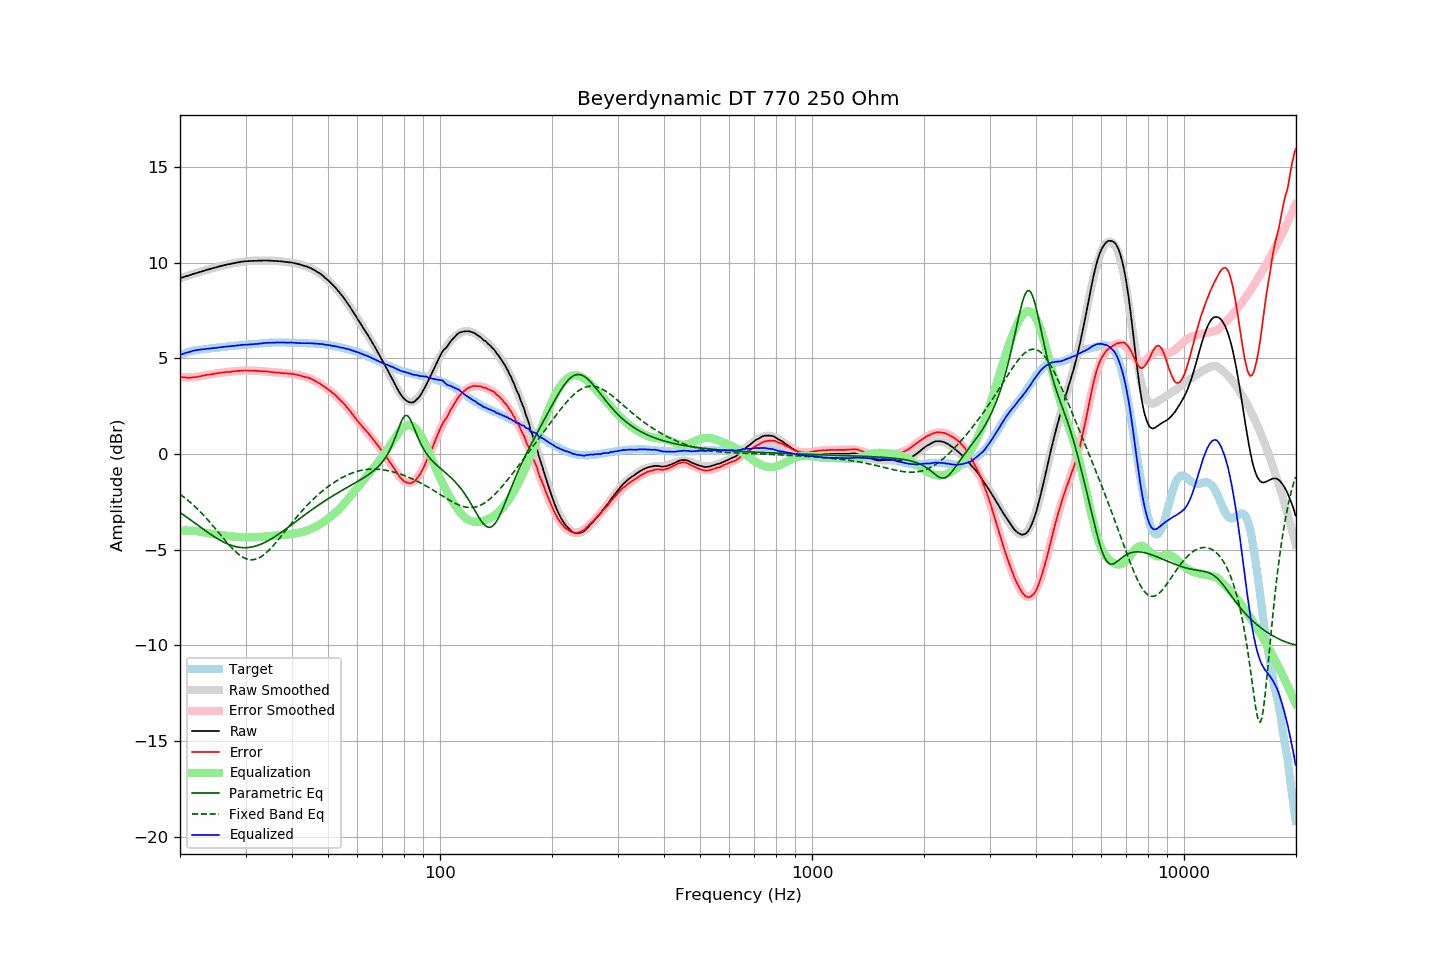 Beyerdynamic DT 770 250 Ohm
15
10
5
0
−5
−10
−15
−20
Amplitude (dBr)
Target
Raw Smoothed
Error Smoothed
Raw
Error
Equalization
Parametric Eq
Fixed Band Eq
Equalized
100
1000
10000
Frequency (Hz)